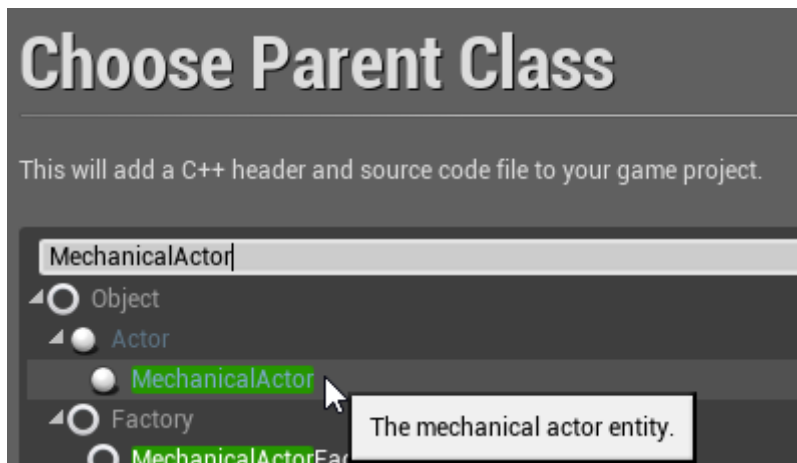 Choose Parent Class
This will add a C++ header and source code file to your game project.
MechanicalActor
Object
Actor
MechanicalActor
Factory
The mechanical actor entity.
MechanicalActorFac